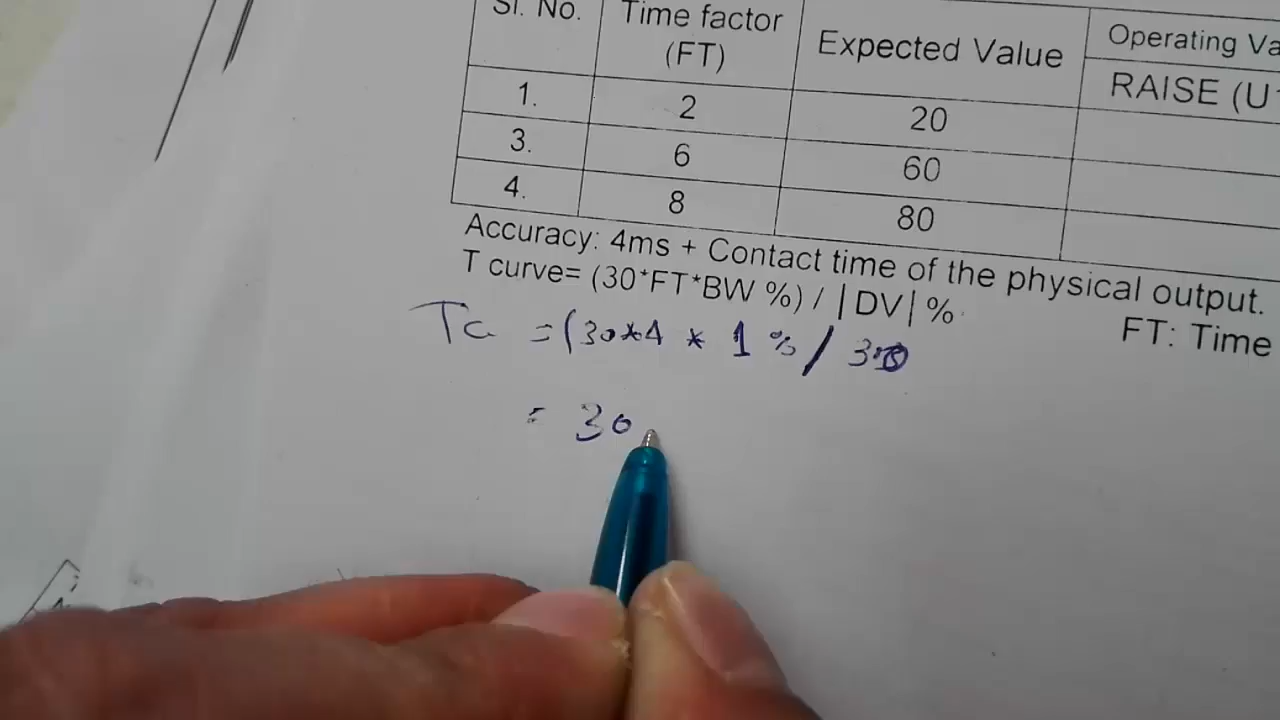 Sl. No. Time factor (FT) Expected Value Operating Va
RAISE (U
1. 2 20
3. 6 60
4. 8 80
Accuracy: 4ms + Contact time of the physical output.
T curve= (30*FT*BW %) / |DV| %
FT: Time
= (30*4 * 1 % /
= 30